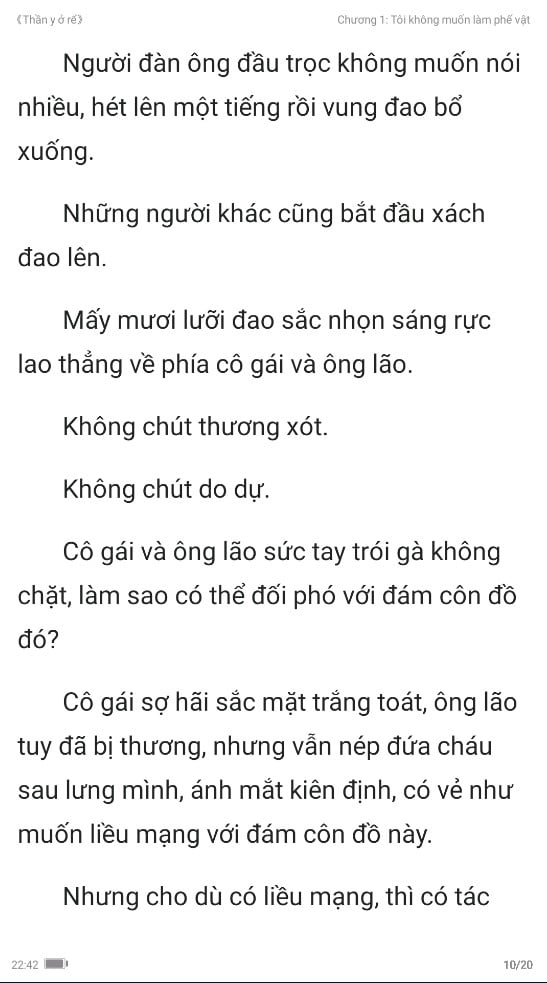 《Thần y ở rể》
Chương 1: Tôi không muốn làm phế vật
Người đàn ông đầu trọc không muốn nói
nhiều, hét lên một tiếng rồi vung đao bổ
xuống.
Những người khác cũng bắt đầu xách
đao lên.
Mấy mươi lưỡi đao sắc nhọn sáng rực
lao thẳng về phía cô gái và ông lão.
Không chút thương xót.
Không chút do dự.
Cô gái và ông lão sức tay trói gà không
chặt, làm sao có thể đối phó với đám côn đồ
đó?
Cô gái sợ hãi sắc mặt trắng toát, ông lão
tuy đã bị thương, nhưng vẫn nép đứa cháu
sau lưng mình, ánh mắt kiên định, có vẻ như
muốn liều mạng với đám côn đồ này.
Nhưng cho dù có liều mạng, thì có tác
22:42
10/20